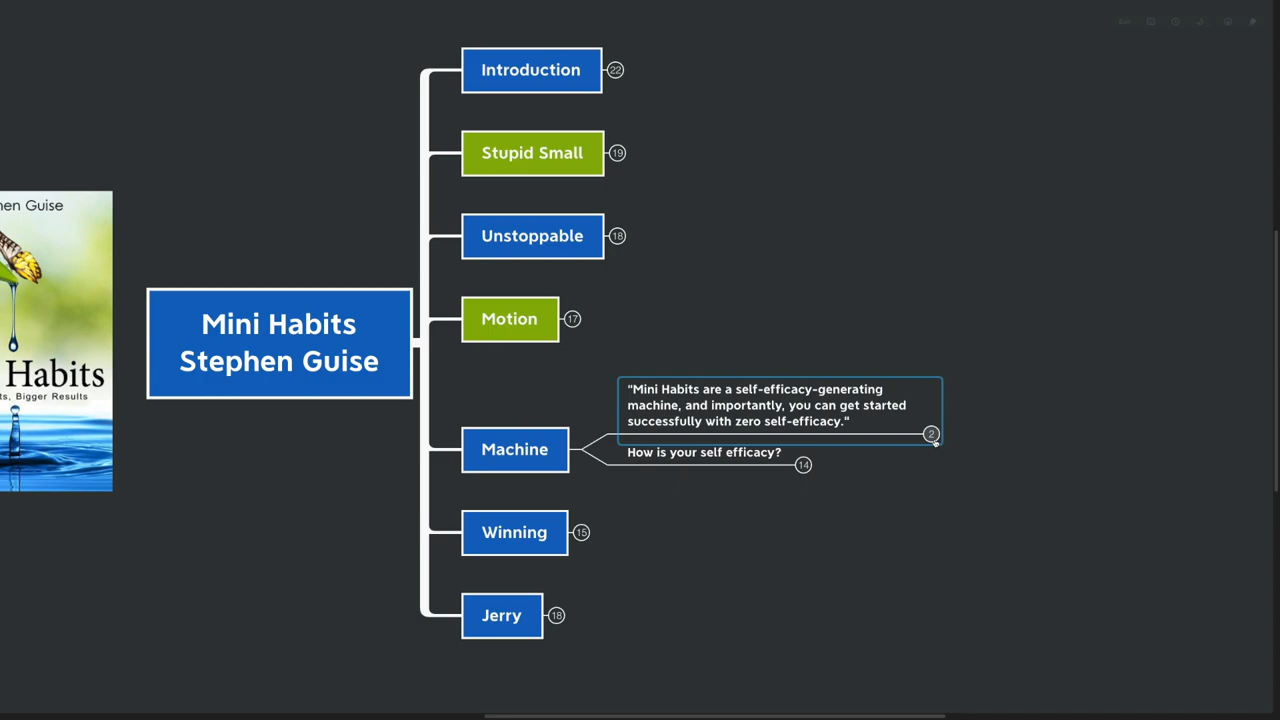 Introduction
22
Stupid Small
19
hen Guise
Unstoppable
18
Mini Habits
Stephen Guise
Motion
17
Habits
ts, Bigger Results
"Mini Habits are a self-efficacy-generating
machine, and importantly, you can get started
successfully with zero self-efficacy."
2
Machine
How is your self efficacy?
14
Winning
15
Jerry
18